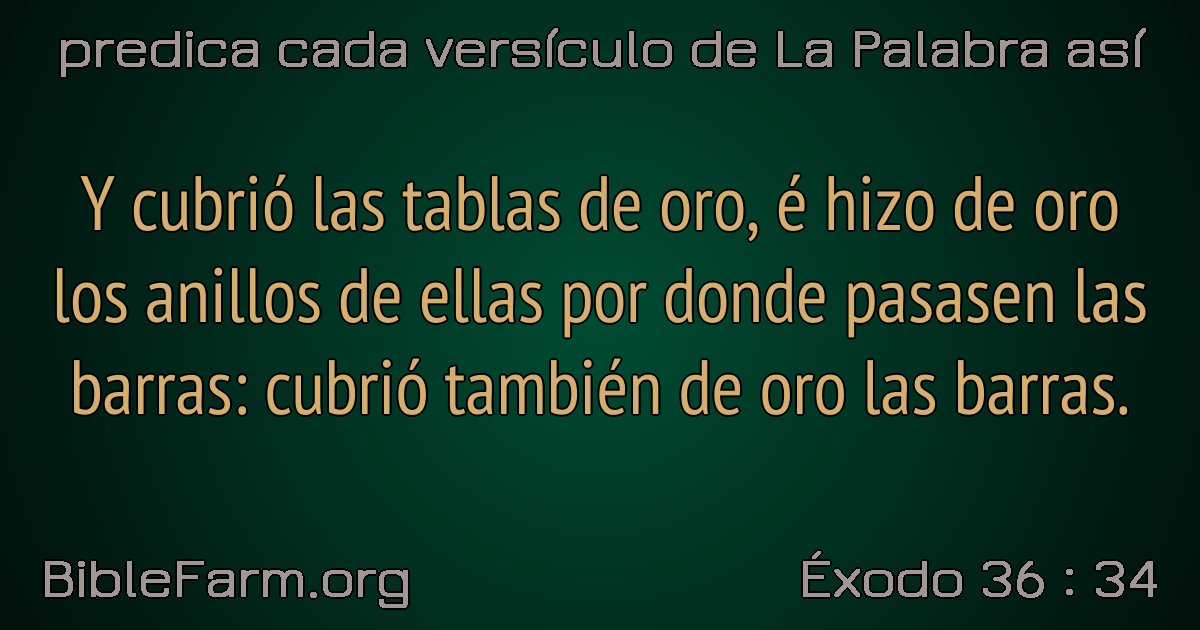 predica cada versículo de La Palabra así
Y cubrió las tablas de oro, é hizo de oro
los anillos de ellas por donde pasasen las
barras: cubrió también de oro las barras.
BibleFarm.org
Éxodo 36 : 34